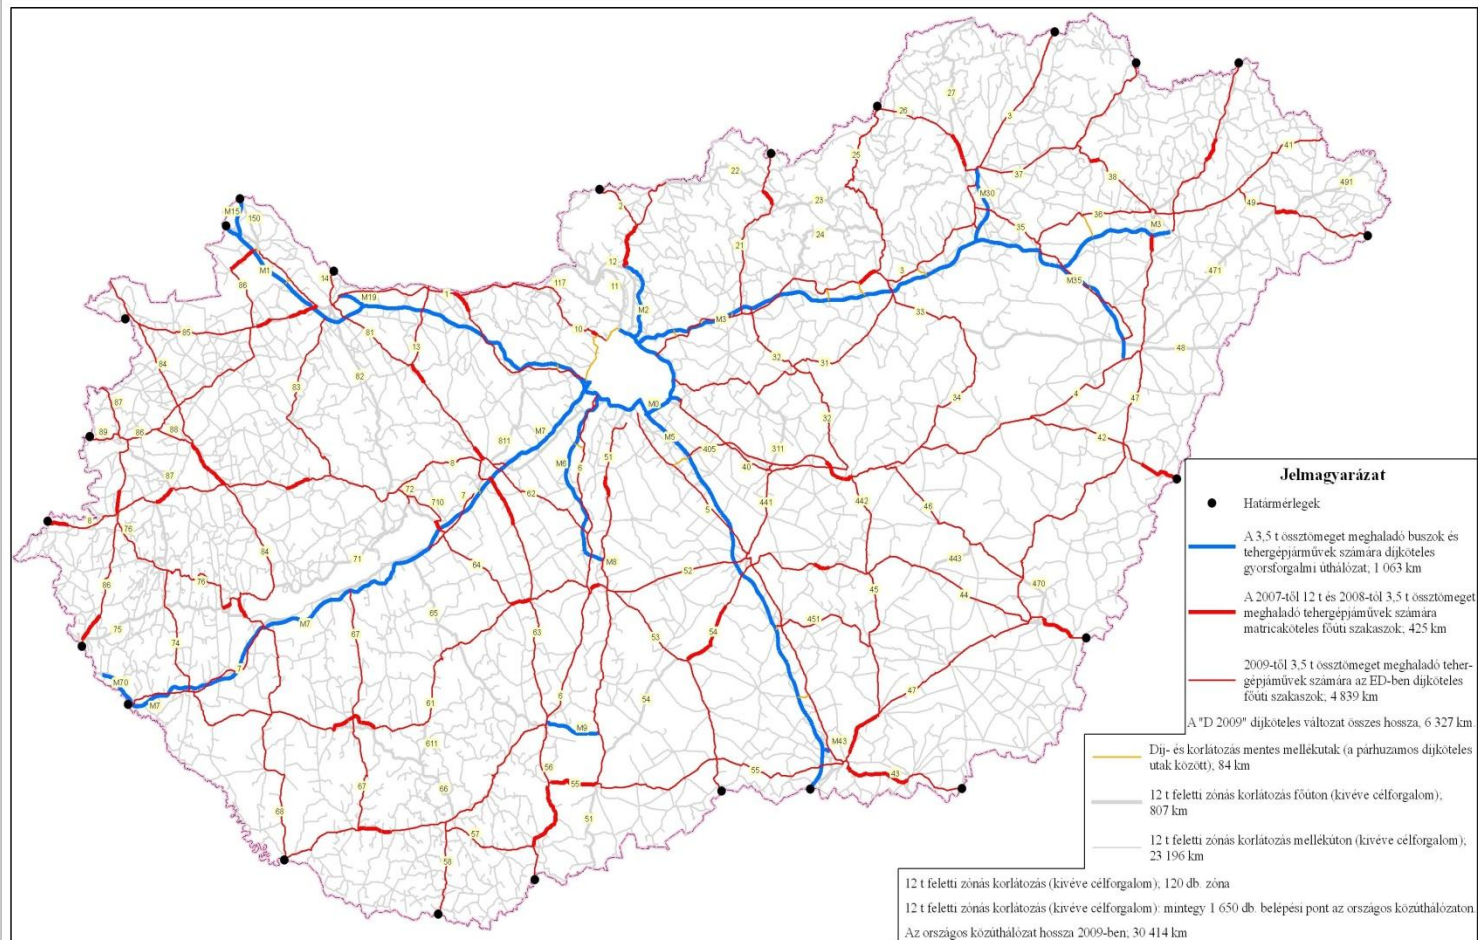 Jelmagyarázat
Határmérlegek
A 3,5 t össztömeget meghaladó buszok és
tehergépjárművek számára díjköteles
gyorsforgalmi úthálózat; 1 063 km
A 2007-től 12 t és 2008-tól 3,5 t össztömeget
meghaladó tehergépjáművek számára
matricaköteles főúti szakaszok; 425 km
2009-től 3,5 t össztömeget meghaladó teher-
gépjáművek számára az ED-ben díjköteles
főúti szakaszok; 4 839 km
A "D 2009" díjköteles változat összes hossza, 6 327 km
Díj- és korlátozás mentes mellékutak (a párhuzamos díjköteles
utak között); 84 km
12 t feletti zónás korlátozás főúton (kivéve célforgalom);
807 km
12 t feletti zónás korlátozás mellékúton (kivéve célforgalom);
23 196 km
12 t feletti zónás korlátozás (kivéve célforgalom); 120 db. zóna
12 t feletti zónás korlátozás (kivéve célforgalom): mintegy 1 650 db. belépési pont az országos közúthálózaton.
Az országos közúthálózat hossza 2009-ben; 30 414 km
27
3
26
41
25
22
37
38
491
M30
23
49
2
36
M15
150
24
35
M3
12
21
471
M1
14
3
M35
86
11
117
M19
1
M2
M3
33
10
85
81
13
48
32
31
84
82
4
34
83
47
87
M0
32
89
86
88
M7
M5
42
811
405
311
6
51
8
M6
40
87
72
7
62
441
442
46
710
5
8
76
84
71
M8
443
64
52
470
76
45
44
86
65
451
75
67
63
53
54
74
M7
7
M70
6
47
54
61
M7
M9
M43
611
56
55
43
55
67
66
51
68
57
58